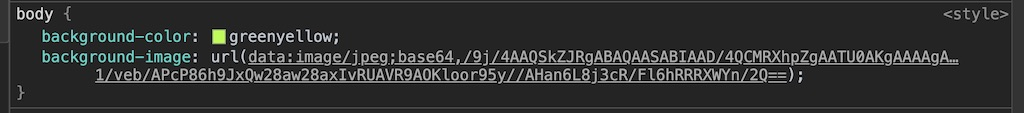 body { <style>
background-color: greenyellow;
background-image: url(data:image/jpeg;base64,/9j/4AAQSkZJRgABAQAASABIAAD/4QCMRXhpZgAATU0AKgAAAAgA…
1/veb/APcP86h9JxQw28aw28axIvRUAVR9AOKloor95y//AHan6L8j3cR/Fl6hRRRXWYn/2Q==);
}